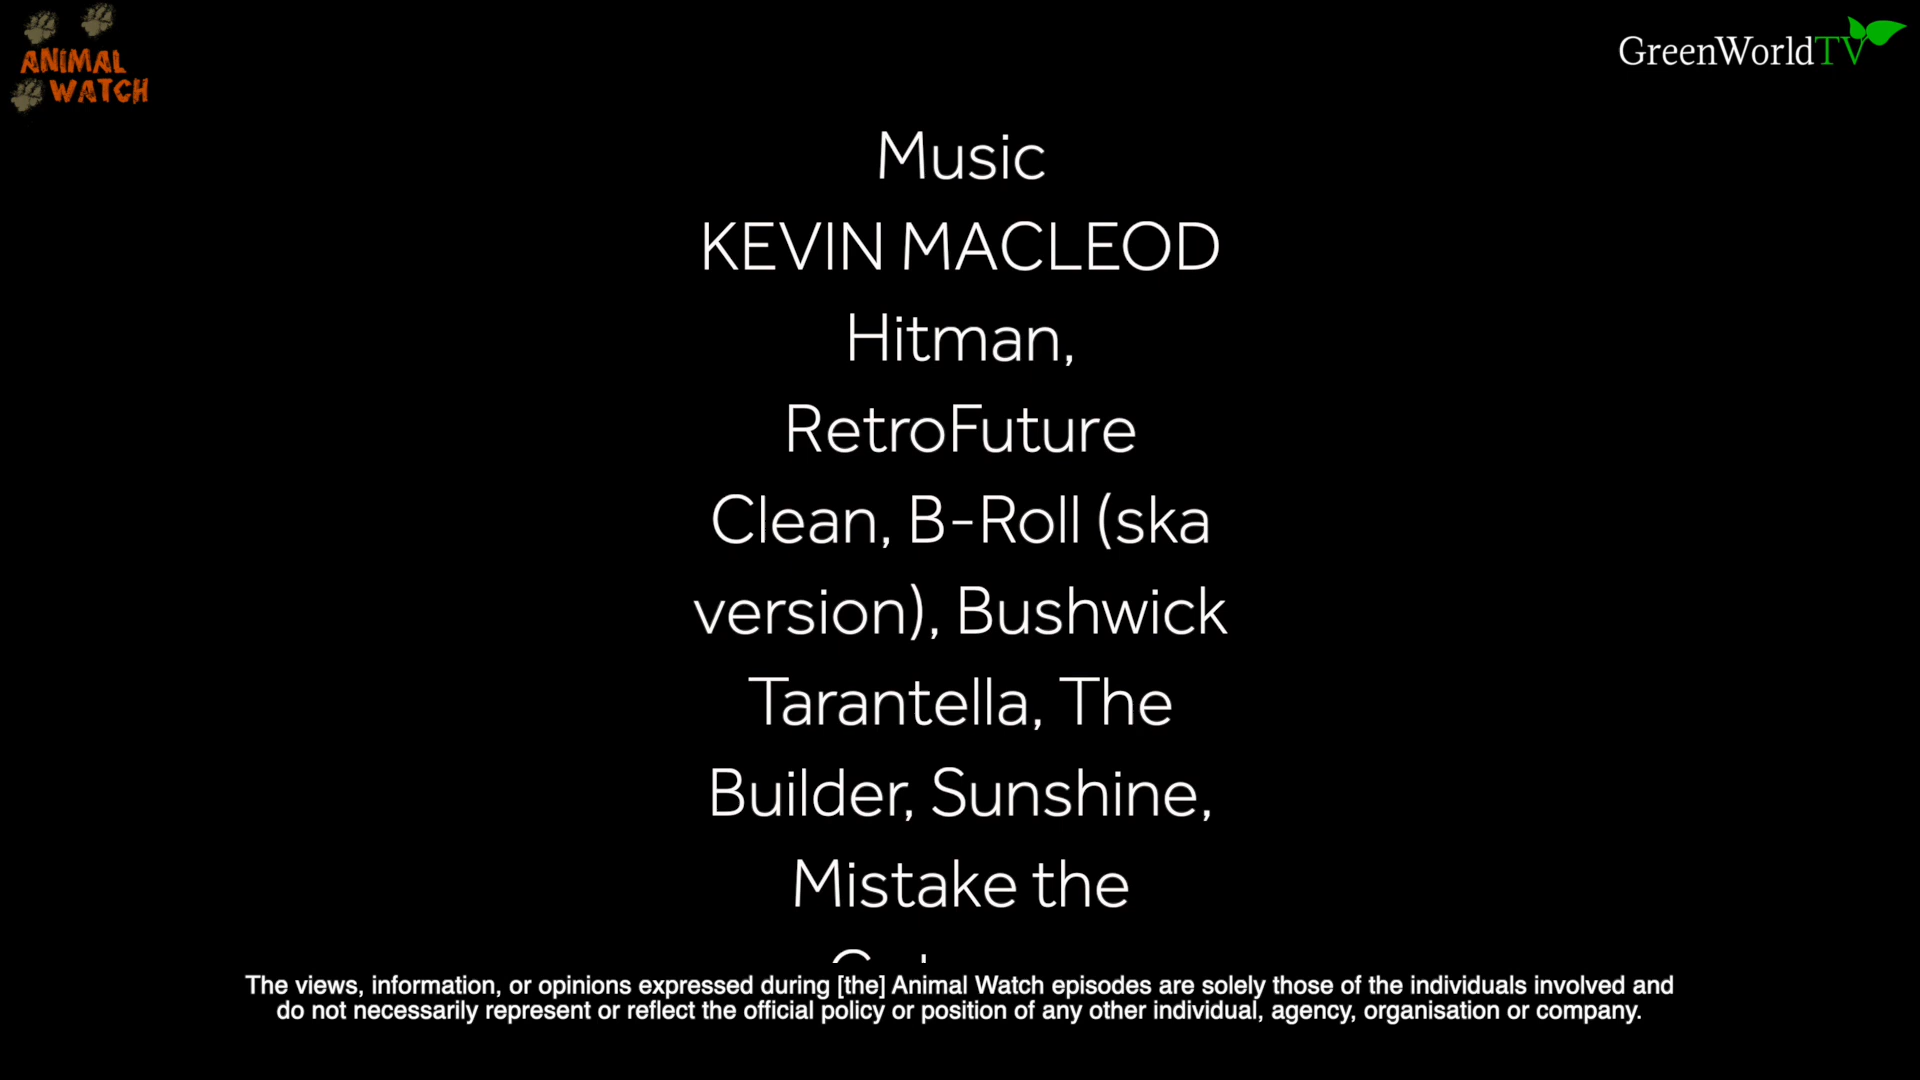 ANIMAL
WATCH
GreenWorldTV
Music
KEVIN MACLEOD
Hitman,
RetroFuture
Clean, B-Roll (ska
version), Bushwick
Tarantella, The
Builder, Sunshine,
Mistake the
The views, information, or opinions expressed during [the] Animal Watch episodes are solely those of the individuals involved and
do not necessarily represent or reflect the official policy or position of any other individual, agency, organisation or company.